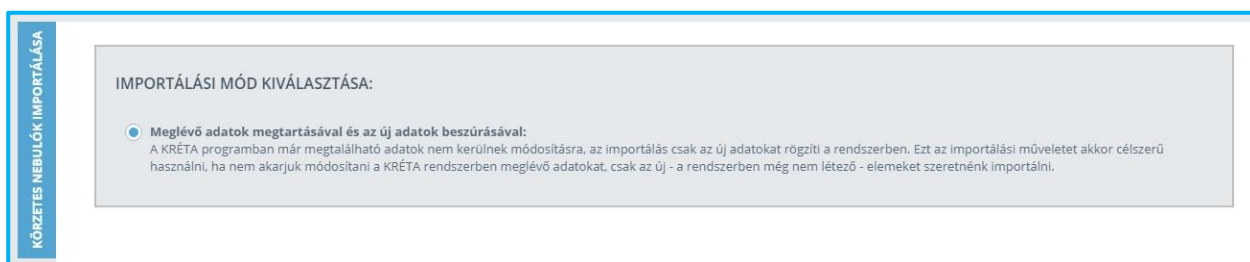 KÖRZETES NEBULÓK IMPORTÁLÁSA
IMPORTÁLÁSI MÓD KIVÁLASZTÁSA:
Meglévő adatok megtartásával és az új adatok beszúrásával:
A KRÉTA programban már megtalálható adatok nem kerülnek módosításra, az importálás csak az új adatokat rögzíti a rendszerben. Ezt az importálási műveletet akkor célszerű
használni, ha nem akarjuk módosítani a KRÉTA rendszerben meglévő adatokat, csak az új - a rendszerben még nem létező - elemeket szeretnénk importálni.